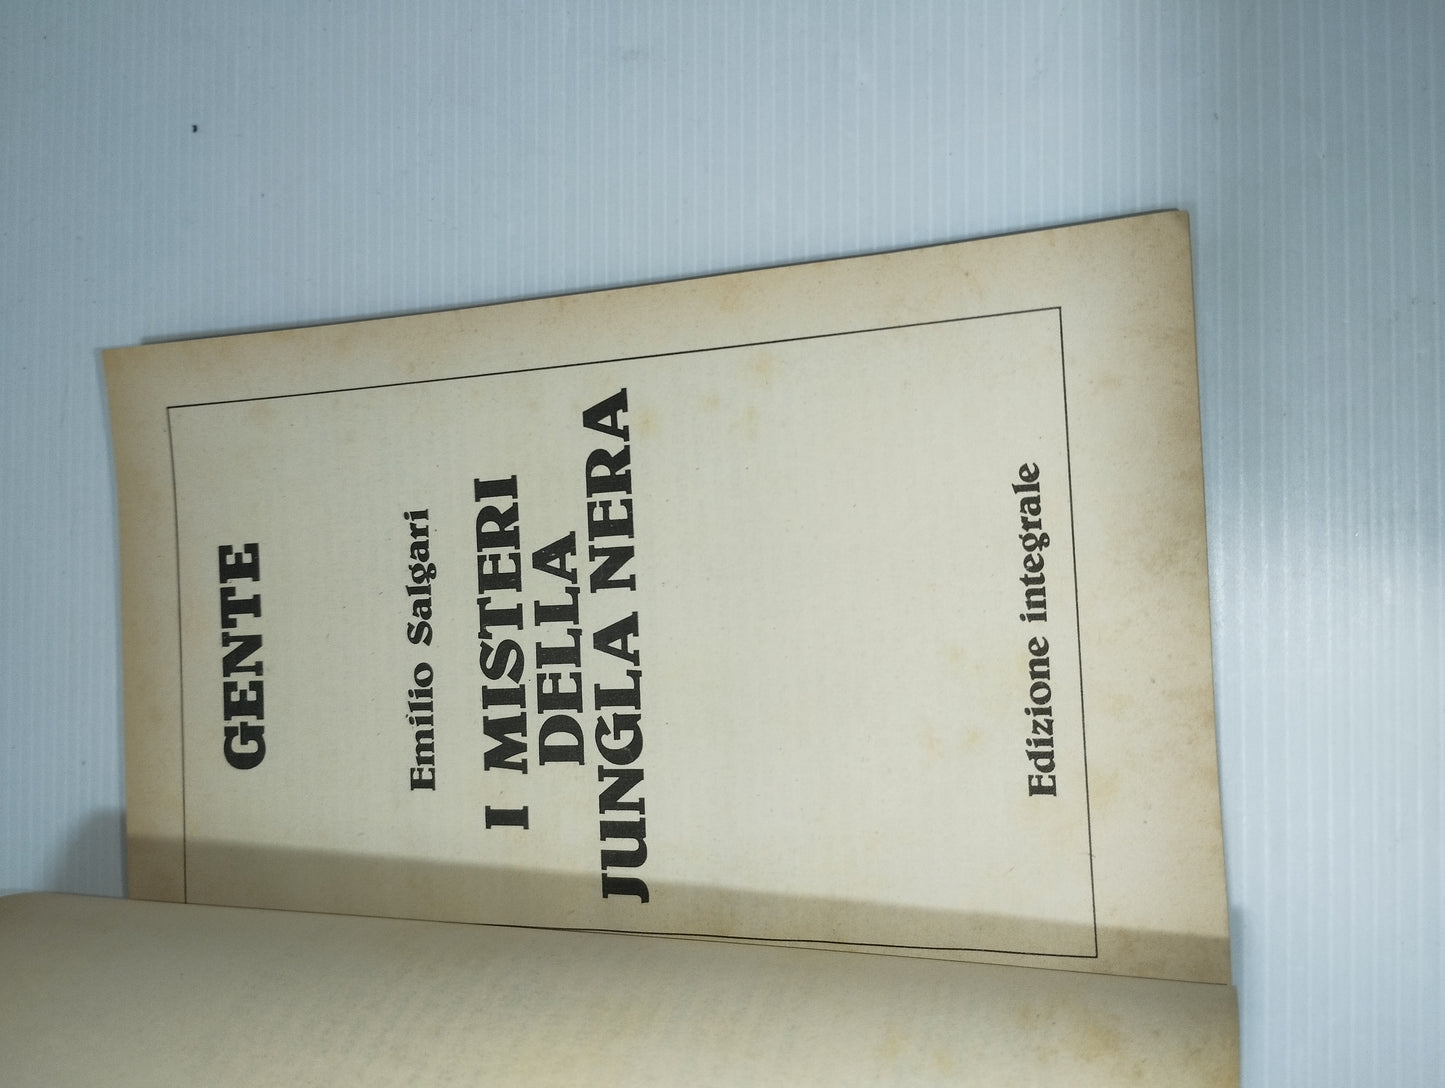 GENTE
Emilio Salgari
I MISTERI
DELLA
JUNGLA NERA
Edizione integrale